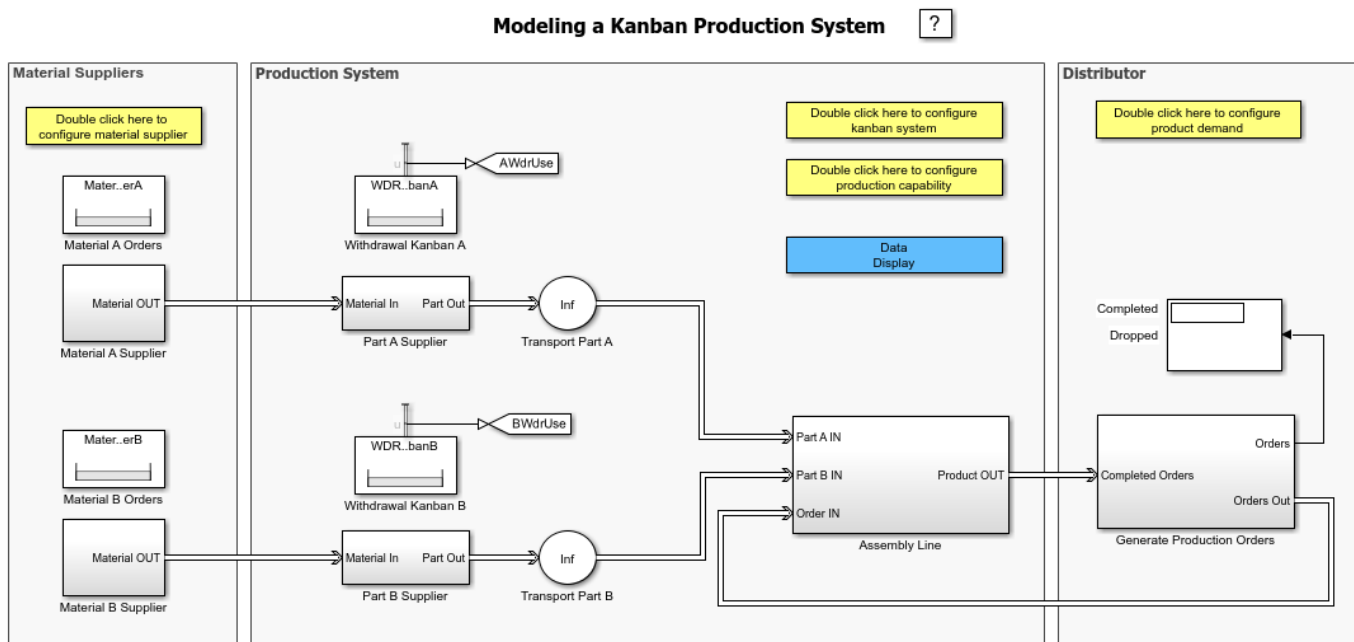 Modeling a Kanban Production System
?
Material Suppliers
Double click here to
configure material supplier
Mater..erA
Material A Orders
Material OUT
Material A Supplier
Mater..erB
Material B Orders
Material OUT
Material B Supplier
Production System
u
AWdrUse
WDR..banA
Withdrawal Kanban A
Material In
Part Out
Part A Supplier
Inf
Transport Part A
u
BWdrUse
WDR..banB
Withdrawal Kanban B
Material In
Part Out
Part B Supplier
Inf
Transport Part B
Double click here to configure
kanban system
Double click here to configure
production capability
Data
Display
Part A IN
Part B IN
Order IN
Product OUT
Assembly Line
Distributor
Double click here to configure
product demand
Completed
Dropped
Completed Orders
Orders
Orders Out
Generate Production Orders